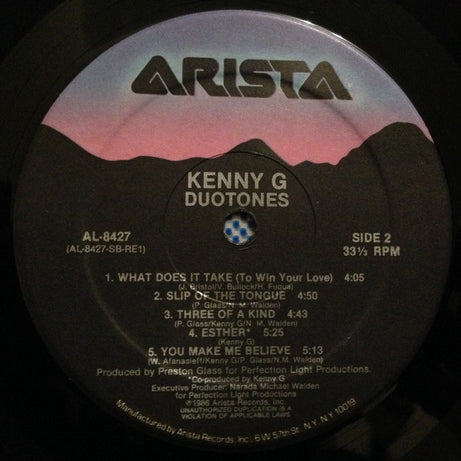 ARISTA
KENNY G
DUOTONES
AL-8427
(AL-8427-SB-RE1)
SIDE 2
33⅓ RPM
1. WHAT DOES IT TAKE (To Win Your Love) 4:05
(J. Bristol/V. Bullock/H. Fuqua)
2. SLIP OF THE TONGUE 4:50
(P. Glass/N. M. Walden)
3. THREE OF A KIND 4:43
(P. Glass/Kenny G/N. M. Walden)
4. ESTHER* 5:25
(Kenny G)
5. YOU MAKE ME BELIEVE 5:13
(W. Afanasieff/Kenny G/P. Glass/N. M. Walden)
Produced by Preston Glass for Perfection Light Productions.
*Co-produced by Kenny G
Executive Producer: Narada Michael Walden
for Perfection Light Productions.
℗1986 Arista Records, Inc.
UNAUTHORIZED DUPLICATION IS A
VIOLATION OF APPLICABLE LAWS
Manufactured by Arista Records, Inc. 6 W 57th St. N.Y. N.Y. 10019